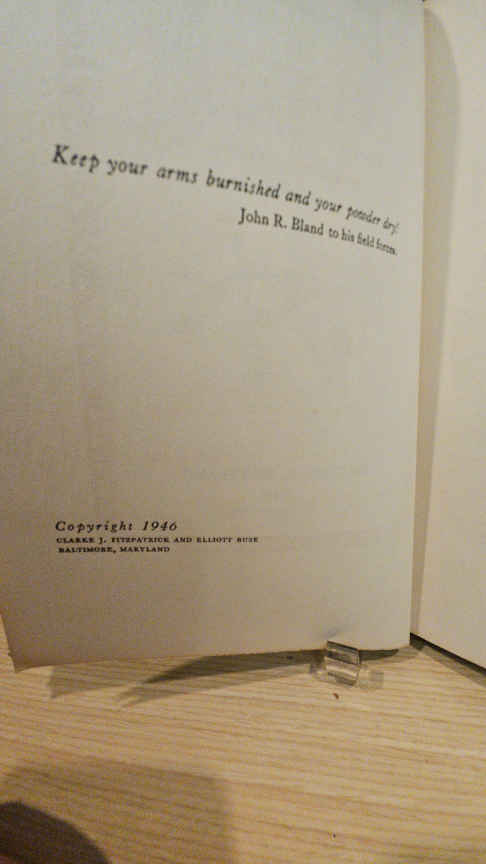 Keep your arms burnished and your powder dry!
John R. Bland to his field forces.
Copyright 1946
CLARKE J. FITZPATRICK AND ELLIOTT BUSE
BALTIMORE, MARYLAND